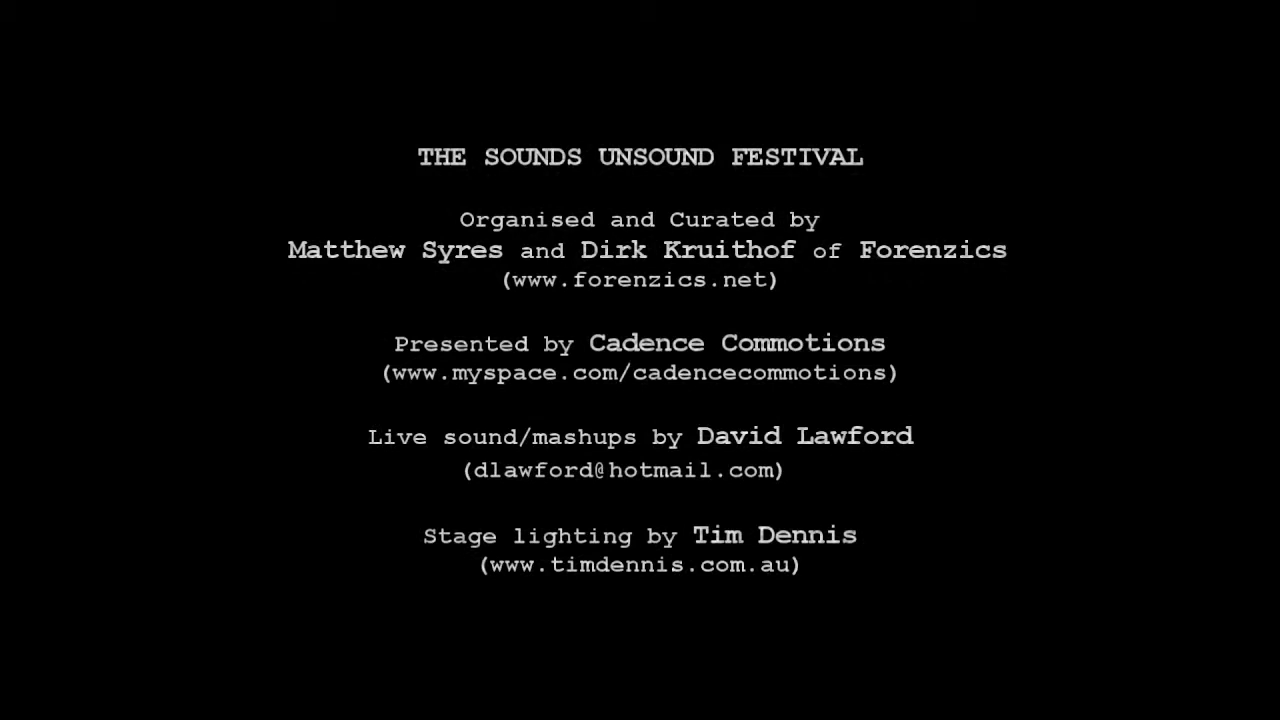 THE SOUNDS UNSOUND FESTIVAL
Organised and Curated by
Matthew Syres and Dirk Kruithof of Forenzics
(www.forenzics.net)
Presented by Cadence Commotions
(www.myspace.com/cadencecommotions)
Live sound/mashups by David Lawford
(dlawford@hotmail.com)
Stage lighting by Tim Dennis
(www.timdennis.com.au)